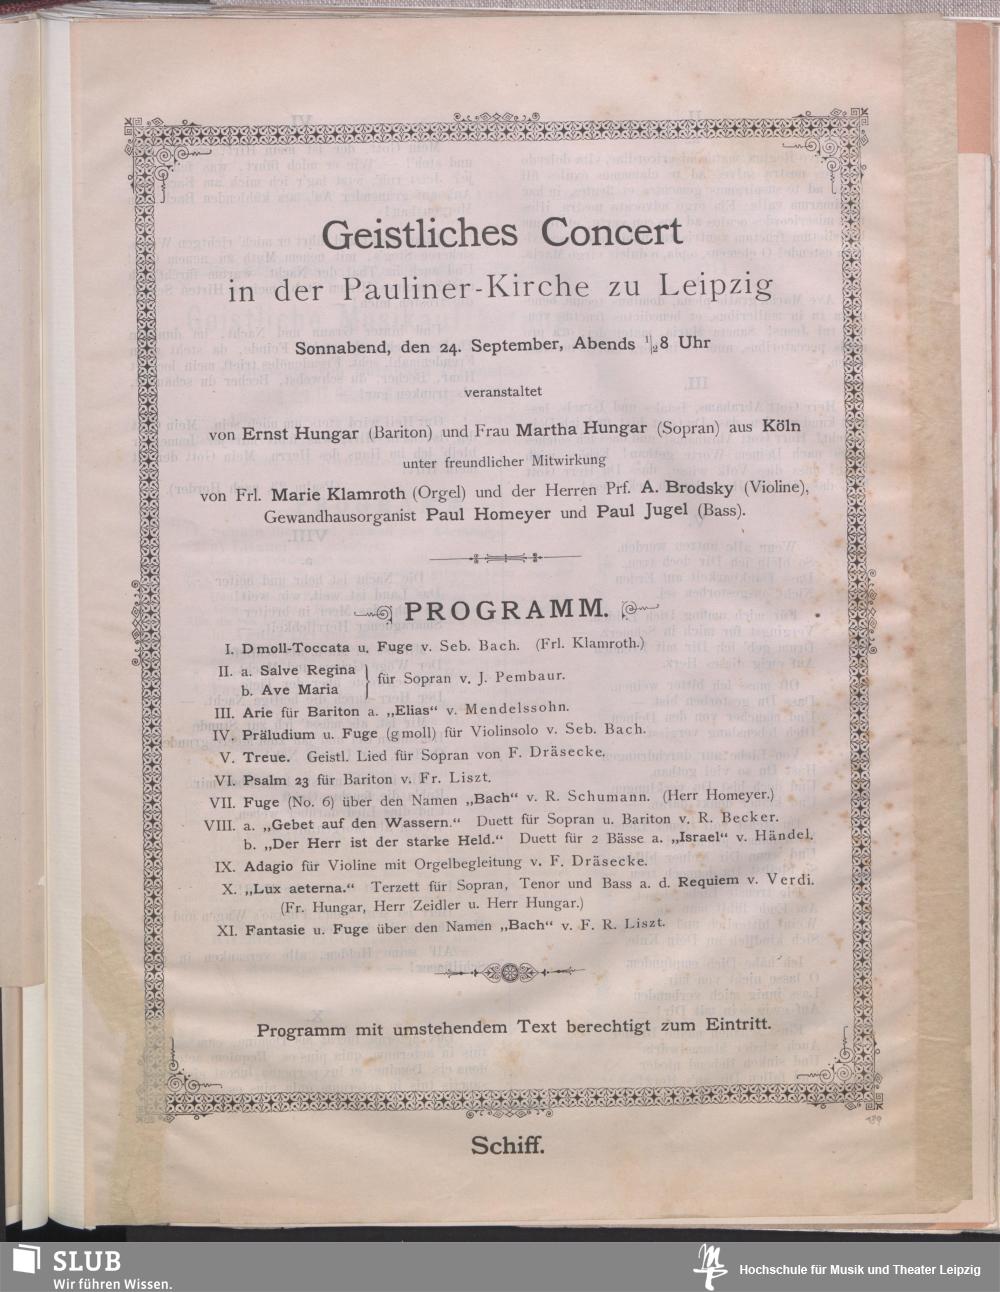 Geistliches Concert
in der Pauliner-Kirche zu Leipzig
Sonnabend, den 24. September, Abends 1/2 8 Uhr
veranstaltet
von Ernst Hungar (Bariton) und Frau Martha Hungar (Sopran) aus Köln
unter freundlicher Mitwirkung
von Frl. Marie Klamroth (Orgel) und der Herren Prf. A. Brodsky (Violine),
Gewandhausorganist Paul Homeyer und Paul Jugel (Bass).
PROGRAMM.
I. Dmoll-Toccata u. Fuge v. Seb. Bach. (Frl. Klamroth.)
II. a. Salve Regina
b. Ave Maria } für Sopran v. J. Pembaur.
III. Arie für Bariton a. „Elias“ v. Mendelssohn.
IV. Präludium u. Fuge (gmoll) für Violinsolo v. Seb. Bach.
V. Treue. Geistl. Lied für Sopran von F. Dräsecke.
VI. Psalm 23 für Bariton v. Fr. Liszt.
VII. Fuge (No. 6) über den Namen „Bach“ v. R. Schumann. (Herr Homeyer.)
VIII. a. „Gebet auf den Wassern.“ Duett für Sopran u. Bariton v. R. Becker.
b. „Der Herr ist der starke Held.“ Duett für 2 Bässe a. „Israel“ v. Händel.
IX. Adagio für Violine mit Orgelbegleitung v. F. Dräsecke.
X. „Lux aeterna.“ Terzett für Sopran, Tenor und Bass a. d. Requiem v. Verdi.
(Fr. Hungar, Herr Zeidler u. Herr Hungar.)
XI. Fantasie u. Fuge über den Namen „Bach“ v. F. R. Liszt.
Programm mit umstehendem Text berechtigt zum Eintritt.
139
Schiff.
SLUB
Wir führen Wissen.
Hochschule für Musik und Theater Leipzig